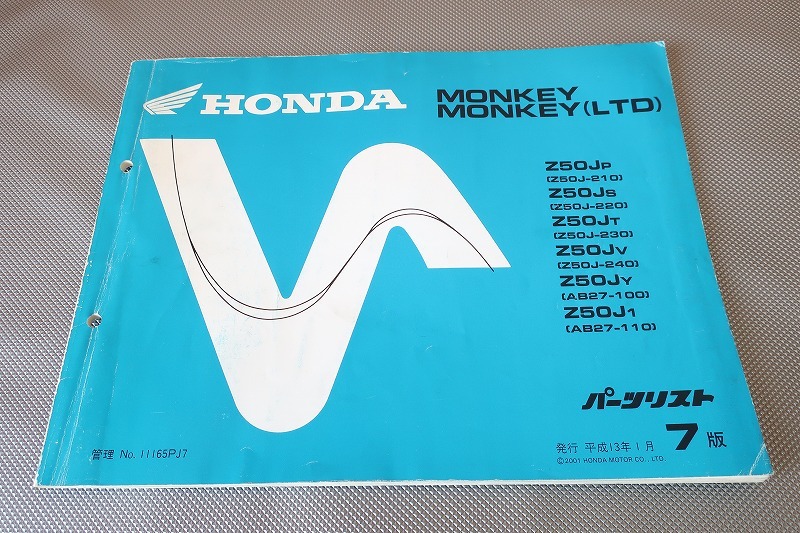 HONDA
MONKEY
MONKEY(LTD)
Z50JP
(Z50J-210)
Z50JS
(Z50J-220)
Z50JT
(Z50J-230)
Z50JV
(Z50J-240)
Z50JY
(AB27-100)
Z50J1
(AB27-110)
パーツリスト
発行 平成13年1月 7版
©2001 HONDA MOTOR CO., LTD.
管理 No. 11165PJ7